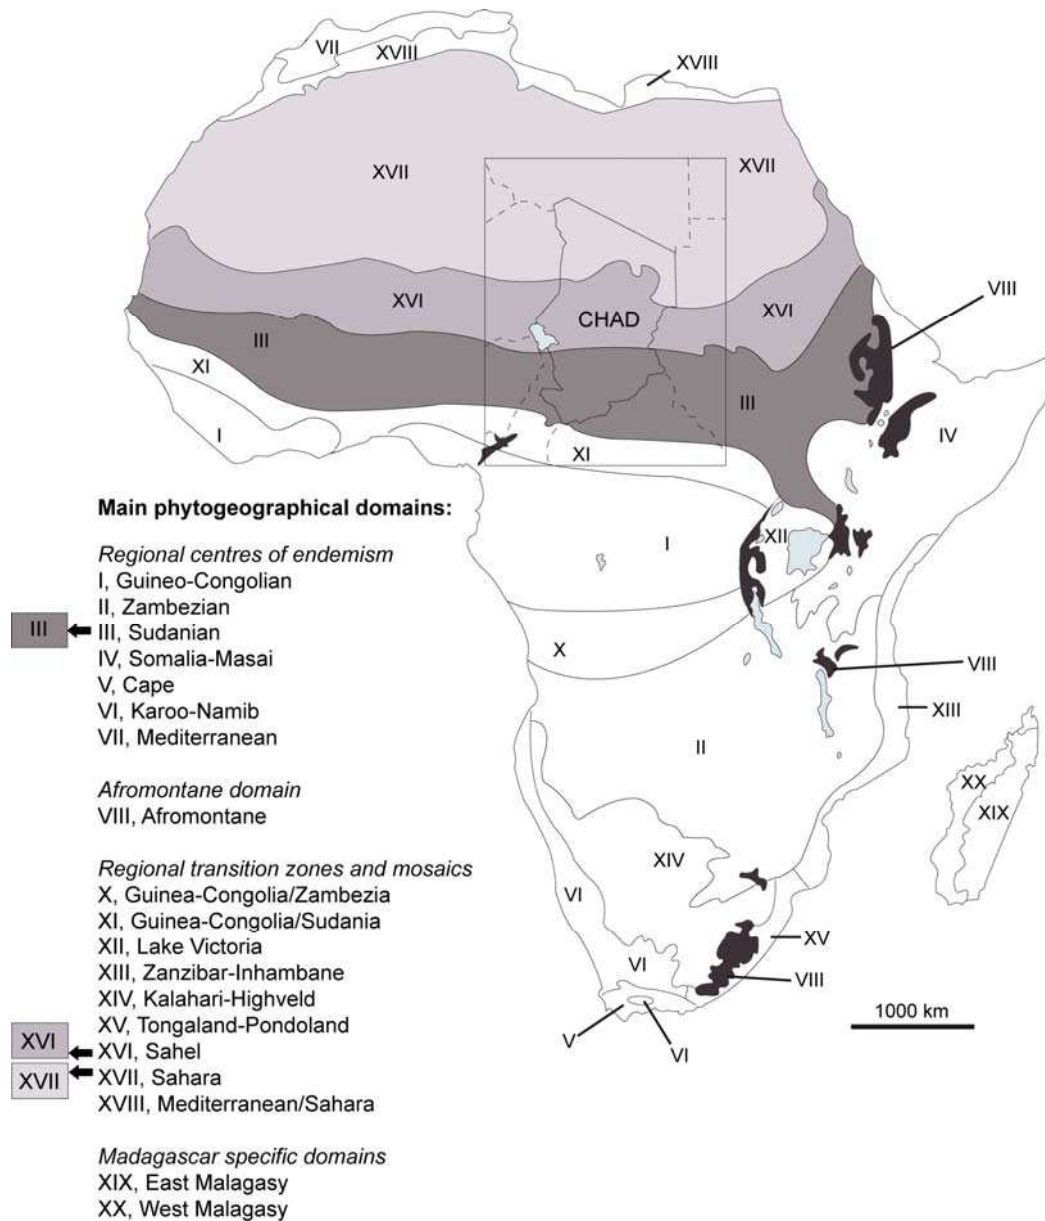 VII
XVIII
XVIII
XVII
XVII
XVI
CHAD
XVI
VIII
III
XI
III
I
XI
IV
I
XII
X
VIII
XIII
II
XX
XIX
XIV
VI
XV
VI
VIII
V
VI
1000 km
Main phytogeographical domains:
Regional centres of endemism
I, Guineo-Congolian
II, Zambezian
III
III, Sudanian
IV, Somalia-Masai
V, Cape
VI, Karoo-Namib
VII, Mediterranean
Afromontane domain
VIII, Afromontane
Regional transition zones and mosaics
X, Guinea-Congolia/Zambezia
XI, Guinea-Congolia/Sudania
XII, Lake Victoria
XIII, Zanzibar-Inhambane
XIV, Kalahari-Highveld
XV, Tongaland-Pondoland
XVI
XVI, Sahel
XVII
XVII, Sahara
XVIII, Mediterranean/Sahara
Madagascar specific domains
XIX, East Malagasy
XX, West Malagasy